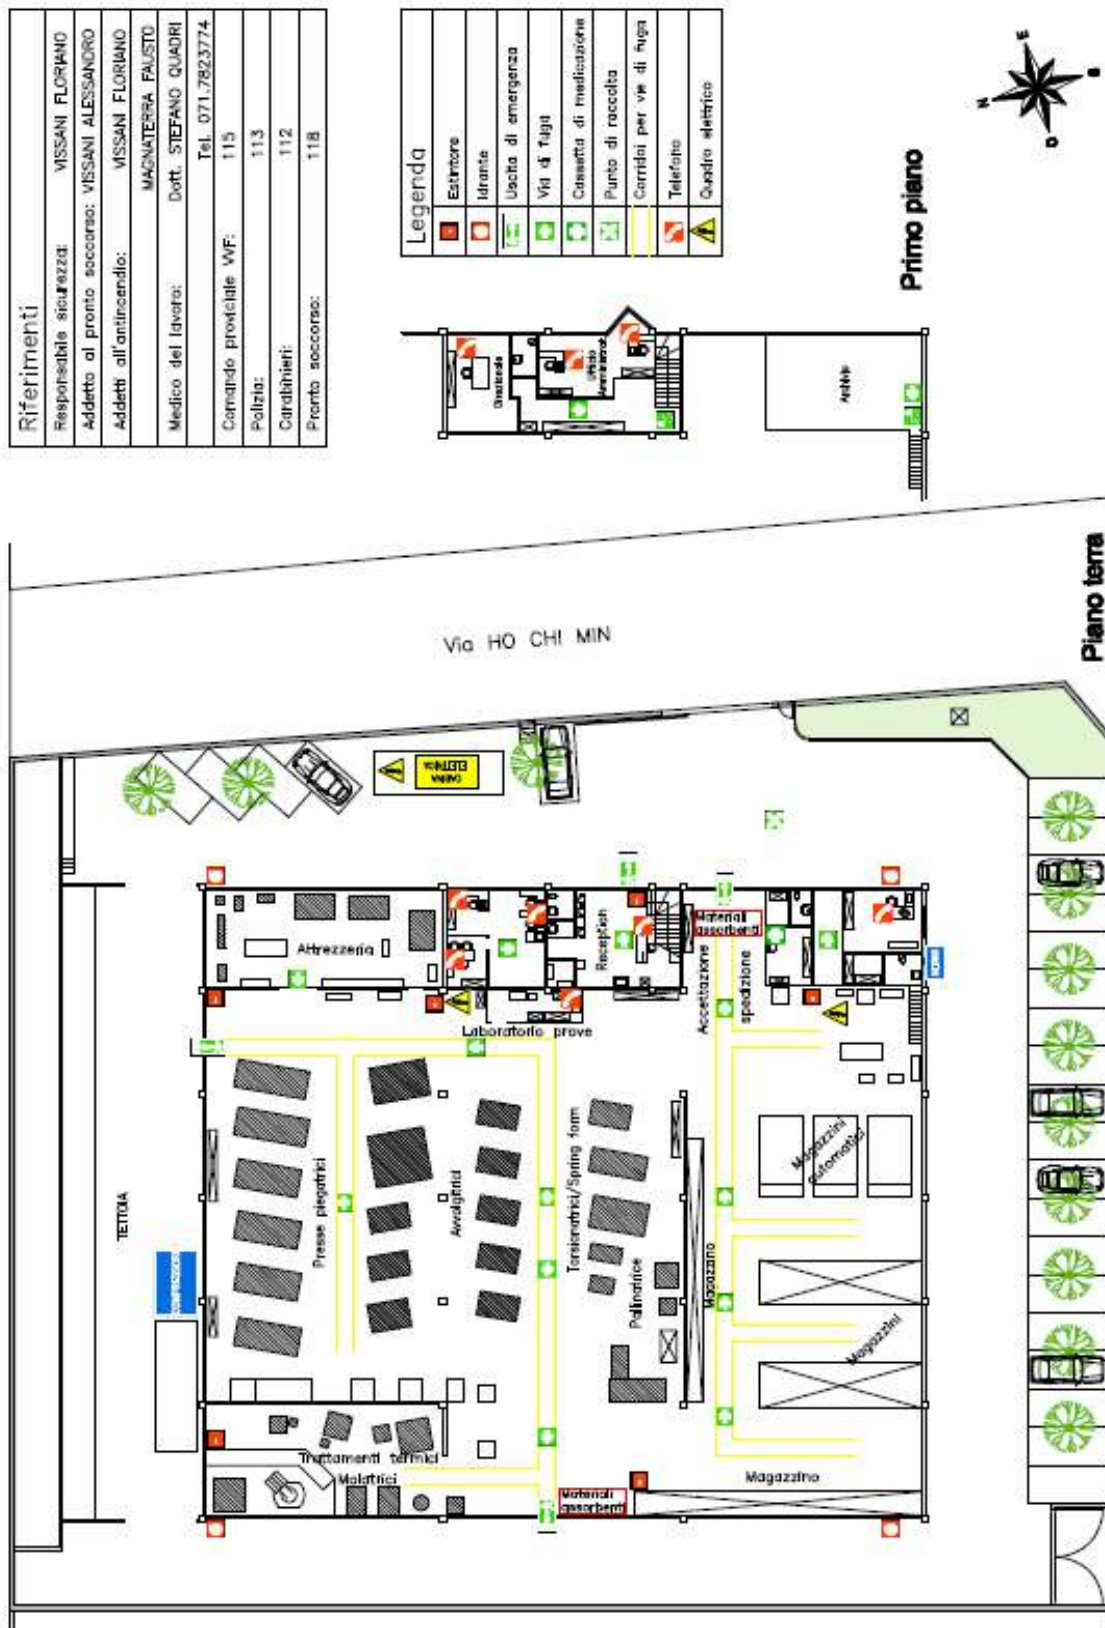 Riferimenti
Responsabile sicurezza: VISSANI FLORIANO
Addetto al pronto soccorso: VISSANI ALESSANDRO
Addetti all'antincendio: VISSANI FLORIANO
MAGNATERRA FAUSTO
Medico del lavoro: Dott. STEFANO QUADRI
Tel. 071.7823774
Comando provinciale VVF: 115
Polizia: 113
Carabinieri: 112
Pronto soccorso: 118
Legenda
Estintore
Idrante
Uscita di emergenza
Via di fuga
Cassetta di medicazione
Punto di raccolta
Corridoi per vie di fuga
Telefono
Quadro elettrico
N
E
S
O
Primo piano
Direzionale
Ufficio
Archivio
Via HO CHI MIN
Piano terra
CABINA
ELETTRICA
Attrezzeria
Reception
Materiali
assorbenti
Accettazione
spedizione
Laboratorio prove
TETTOIA
Presse piegatrici
Avvolgitrici
Torsionatrici/Spring form
Pallinatrice
Magazzino
Magazzini
automatici
Magazzini
Trattamenti termici
Molatrici
Materiali
assorbenti
Magazzino